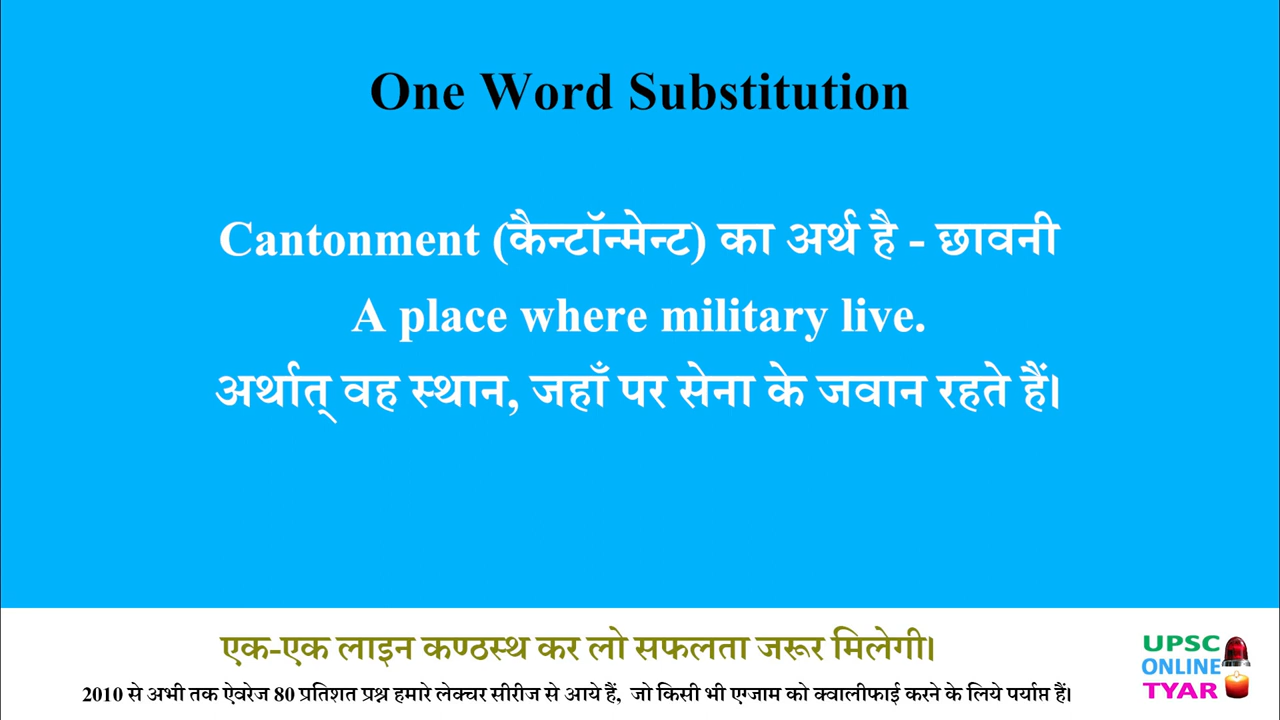 One Word Substitution
Cantonment (कैन्टॉन्मेन्ट) का अर्थ है - छावनी
A place where military live.
अर्थात् वह स्थान, जहाँ पर सेना के जवान रहते हैं।
एक-एक लाइन कण्ठस्थ कर लो सफलता जरूर मिलेगी।
2010 से अभी तक ऐवरेज 80 प्रतिशत प्रश्न हमारे लेक्चर सीरीज से आये हैं, जो किसी भी एग्जाम को क्वालीफाई करने के लिये पर्याप्त हैं।
UPSC
ONLINE
TYAR